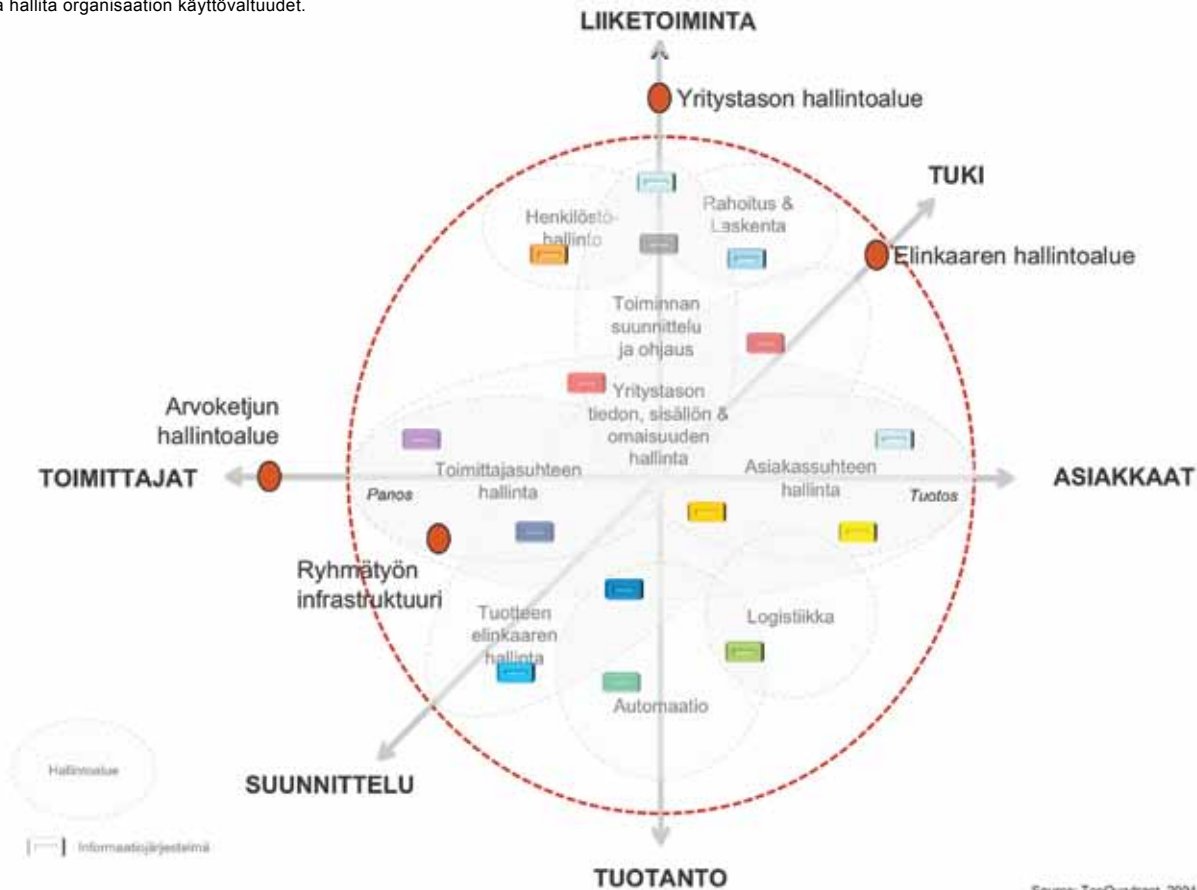 hallita organisaation käyttövaltuudet.
LIIKETOIMINTA
Yritystason hallintoalue
TUKI
Henkilöstö-
hallinto
Rahoitus &
Laskenta
Elinkaaren hallintoalue
Toiminnan
suunnittelu
ja ohjaus
Yritystason
tiedon, sisällön &
omaisuuden
hallinta
Arvoketjun
hallintoalue
TOIMITTAJAT
Panos
Toimittajasuhteen
hallinta
Asiakassuhteen
hallinta
Tuotos
ASIAKKAAT
Ryhmätyön
infrastruktuuri
Tuotteen
elinkaaren
hallinta
Logistiikka
Automaatio
Hallintoalue
SUUNNITTELU
Informaatiojärjestelmä
TUOTANTO